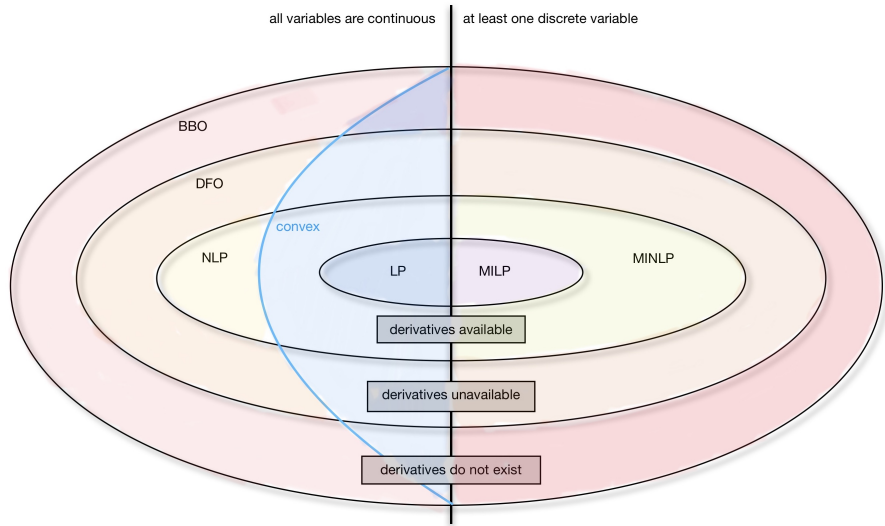 all variables are continuous
at least one discrete variable
BBO
DFO
convex
NLP
LP
MILP
MINLP
derivatives available
derivatives unavailable
derivatives do not exist